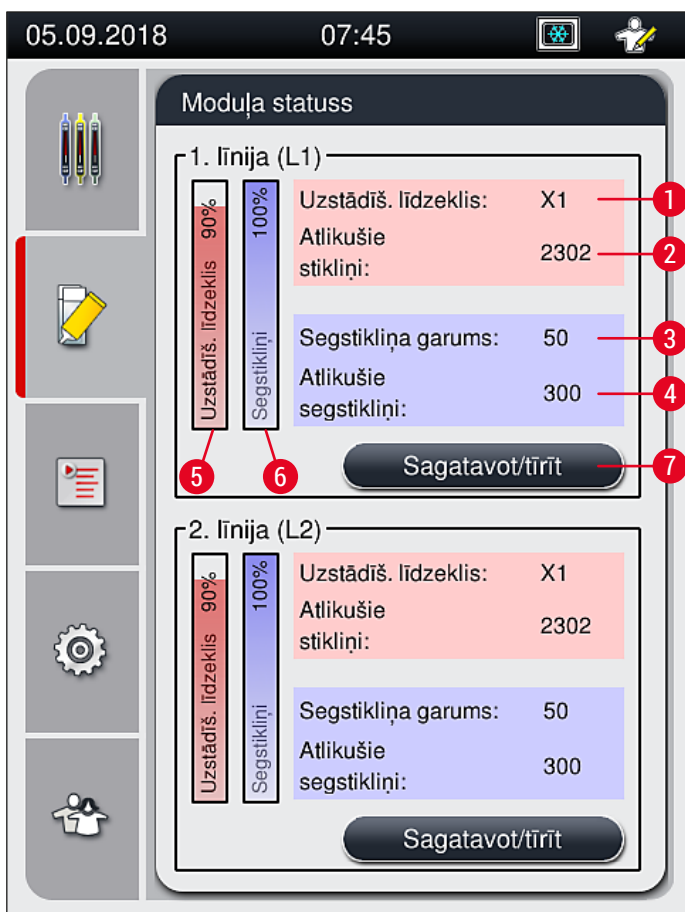 05.09.2018 07:45
Moduļa statuss
1. līnija (L1)
Uzstādīš. līdzeklis 90%
Segstikliņi 100%
Uzstādīš. līdzeklis: X1 1
Atlikušie
stikliņi: 2302 2
Segstikliņa garums: 50 3
Atlikušie
segstikliņi: 300 4
5 6
Sagatavot/tīrīt 7
2. līnija (L2)
Uzstādīš. līdzeklis 90%
Segstikliņi 100%
Uzstādīš. līdzeklis: X1
Atlikušie
stikliņi: 2302
Segstikliņa garums: 50
Atlikušie
segstikliņi: 300
Sagatavot/tīrīt